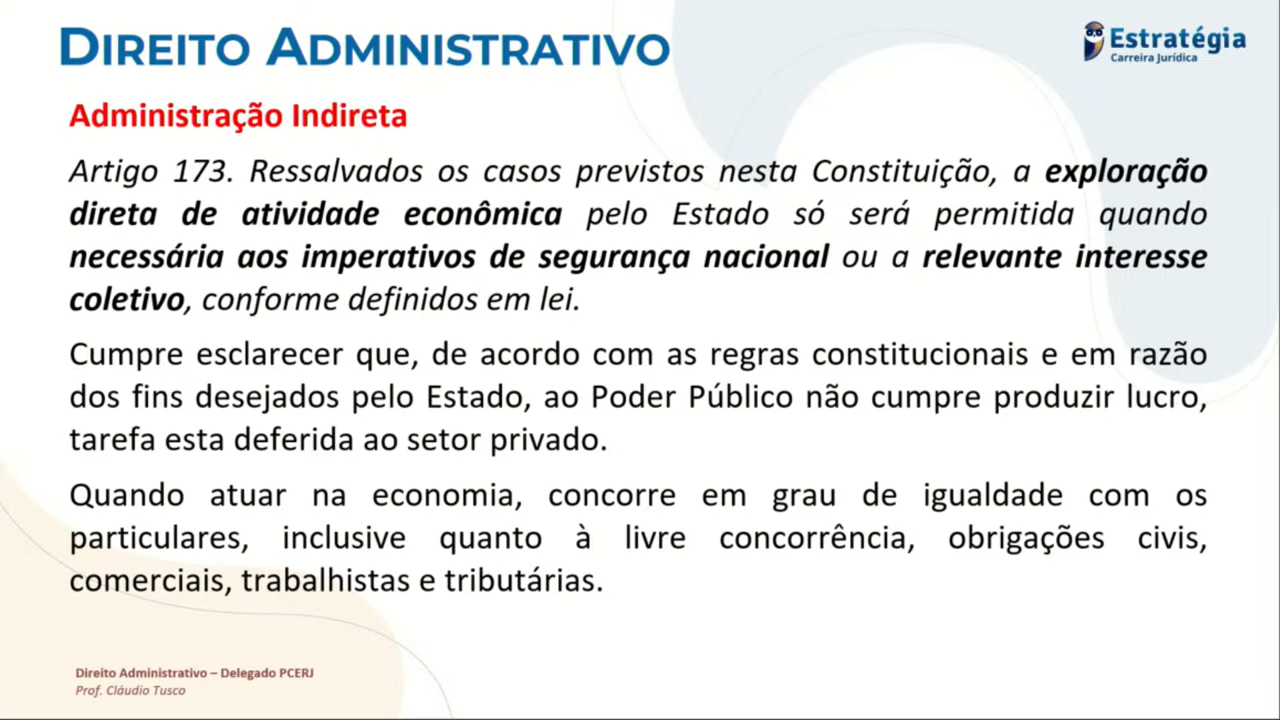 DIREITO ADMINISTRATIVO
Estratégia
Carreira Jurídica
Administração Indireta
Artigo 173. Ressalvados os casos previstos nesta Constituição, a exploração
direta de atividade econômica pelo Estado só será permitida quando
necessária aos imperativos de segurança nacional ou a relevante interesse
coletivo, conforme definidos em lei.
Cumpre esclarecer que, de acordo com as regras constitucionais e em razão
dos fins desejados pelo Estado, ao Poder Público não cumpre produzir lucro,
tarefa esta deferida ao setor privado.
Quando atuar na economia, concorre em grau de igualdade com os
particulares, inclusive quanto à livre concorrência, obrigações civis,
comerciais, trabalhistas e tributárias.
Direito Administrativo – Delegado PCERJ
Prof. Cláudio Tusco